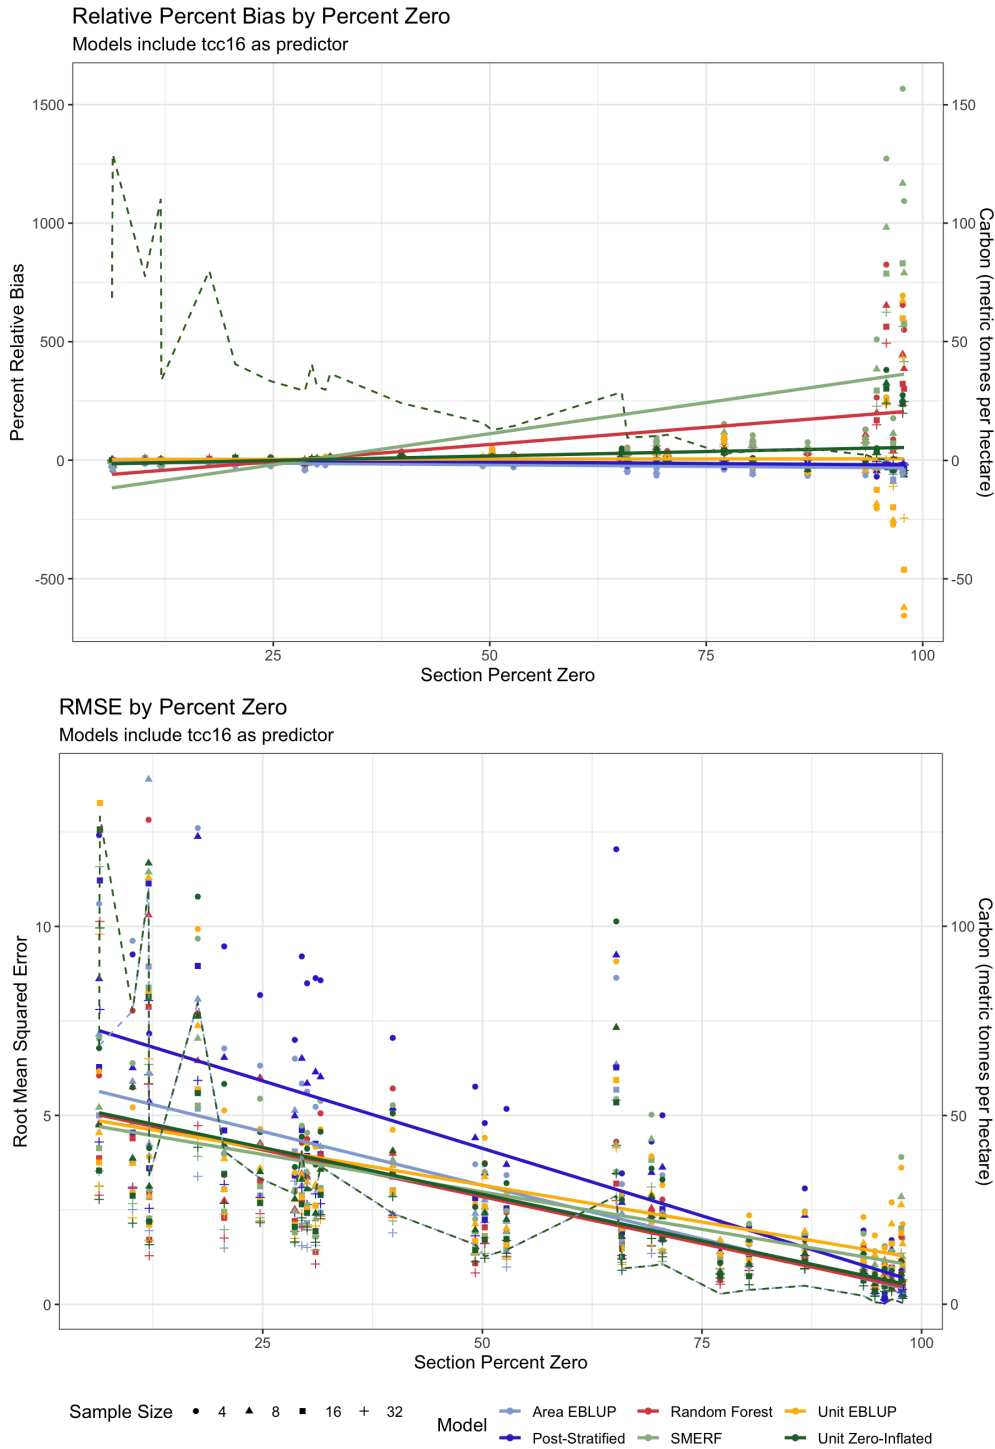 Relative Percent Bias by Percent Zero
Models include tcc16 as predictor
Percent Relative Bias
1500
1000
500
0
-500
150
100
50
0
-50
Carbon (metric tonnes per hectare)
25 50 75 100
Section Percent Zero
RMSE by Percent Zero
Models include tcc16 as predictor
Root Mean Squared Error
10
5
0
100
50
0
Carbon (metric tonnes per hectare)
25 50 75 100
Section Percent Zero
Sample Size 4 8 16 32
Model
Area EBLUP Random Forest Unit EBLUP
Post-Stratified SMERF Unit Zero-Inflated